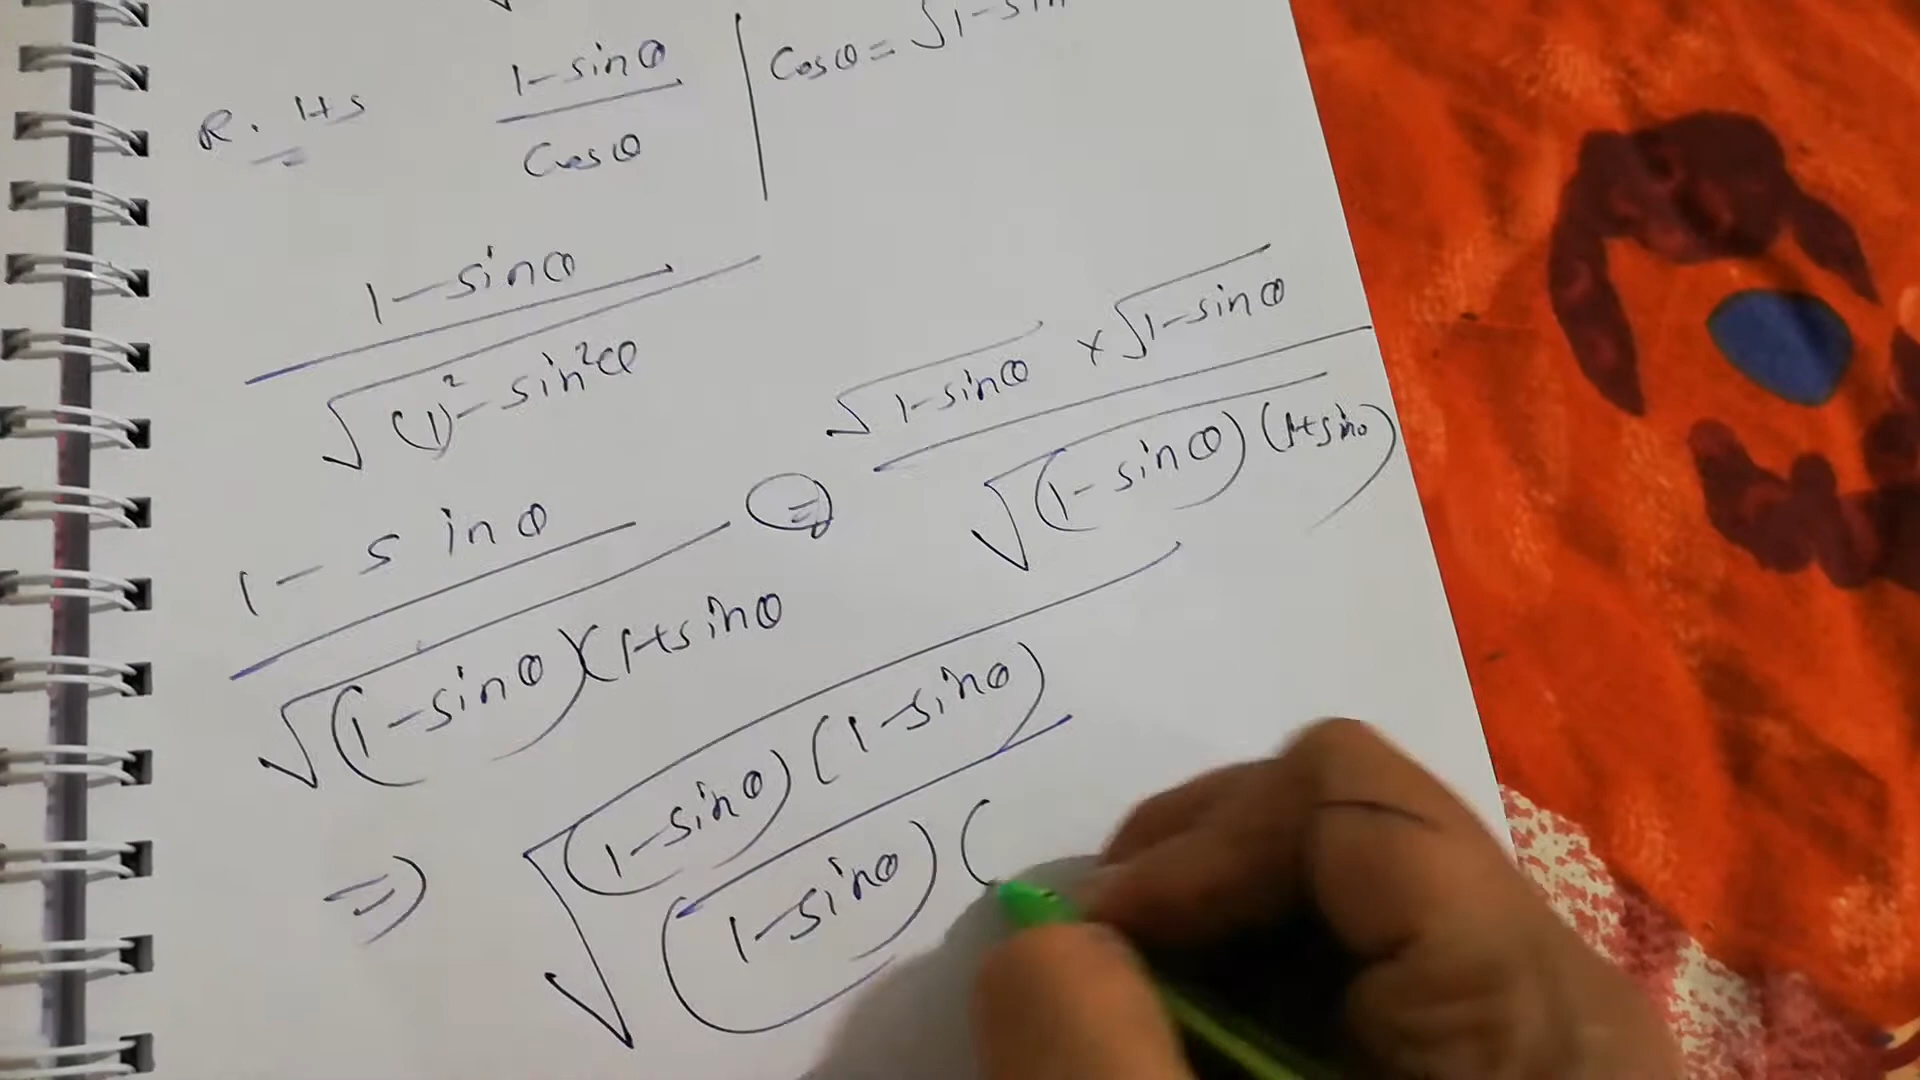 R. Hs
1-sinθ
cosθ
Cosθ = √1-sin
1-sinθ
√(1)²-sin²θ
1-sinθ
√(1-sinθ)(1+sinθ
⇒
√1-sinθ × √1-sinθ
√(1-sinθ)(1+sinθ)
⇒
√(1-sinθ)(1-sinθ)
(1-sinθ)(